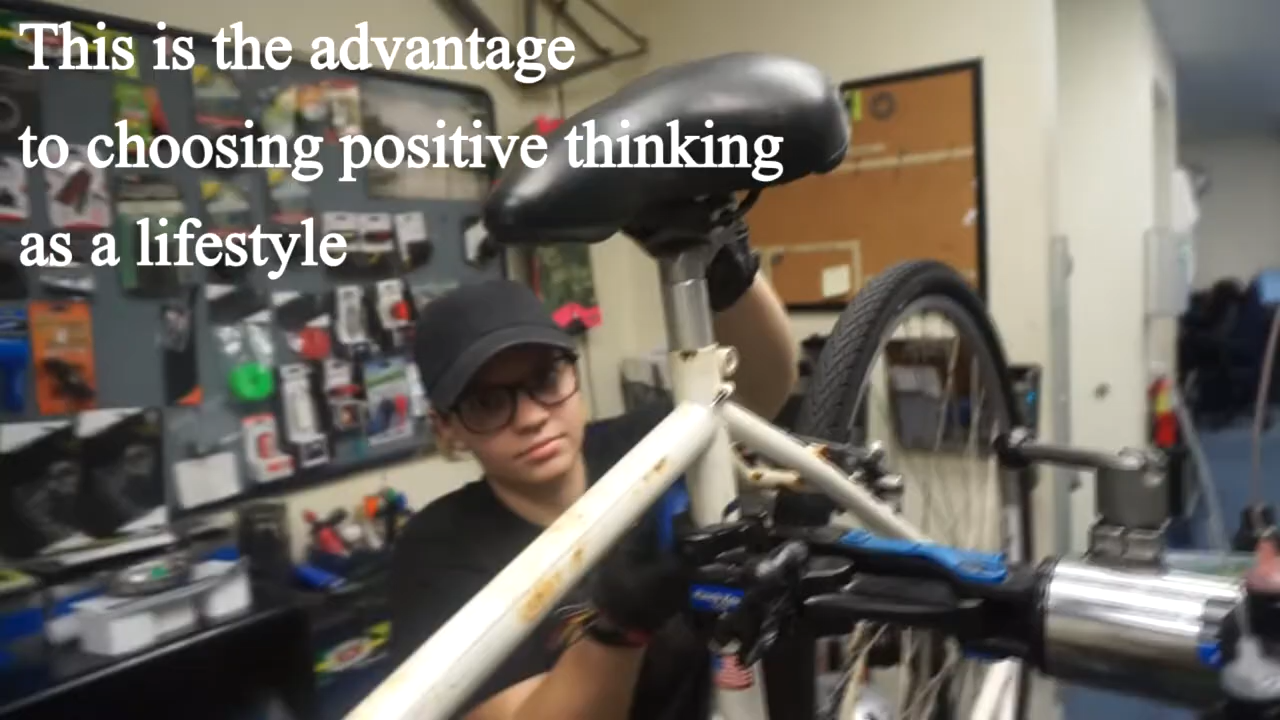 This is the advantage
to choosing positive thinking
as a lifestyle